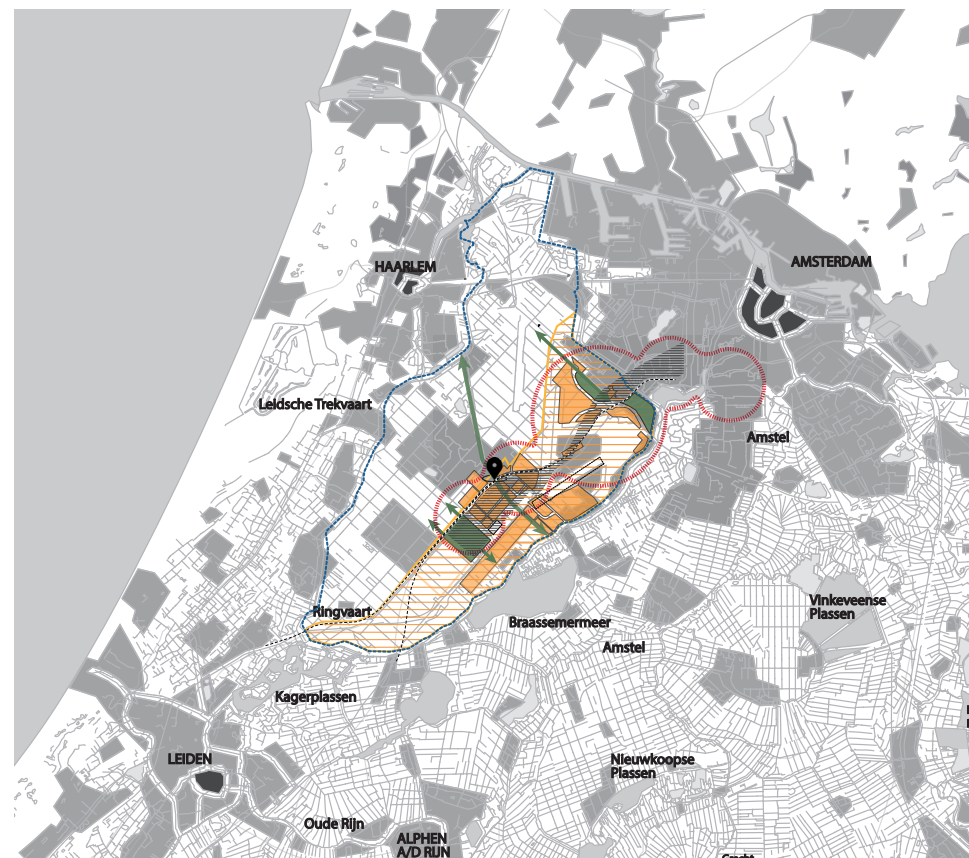 AMSTERDAM
HAARLEM
Leidsche Trekvaart
Amstel
Ringvaart
Braassemermeer
Vinkeveense
Plassen
Amstel
Kagerplassen
LEIDEN
Nieuwkoopse
Plassen
Oude Rijn
ALPHEN
A/D RIJN